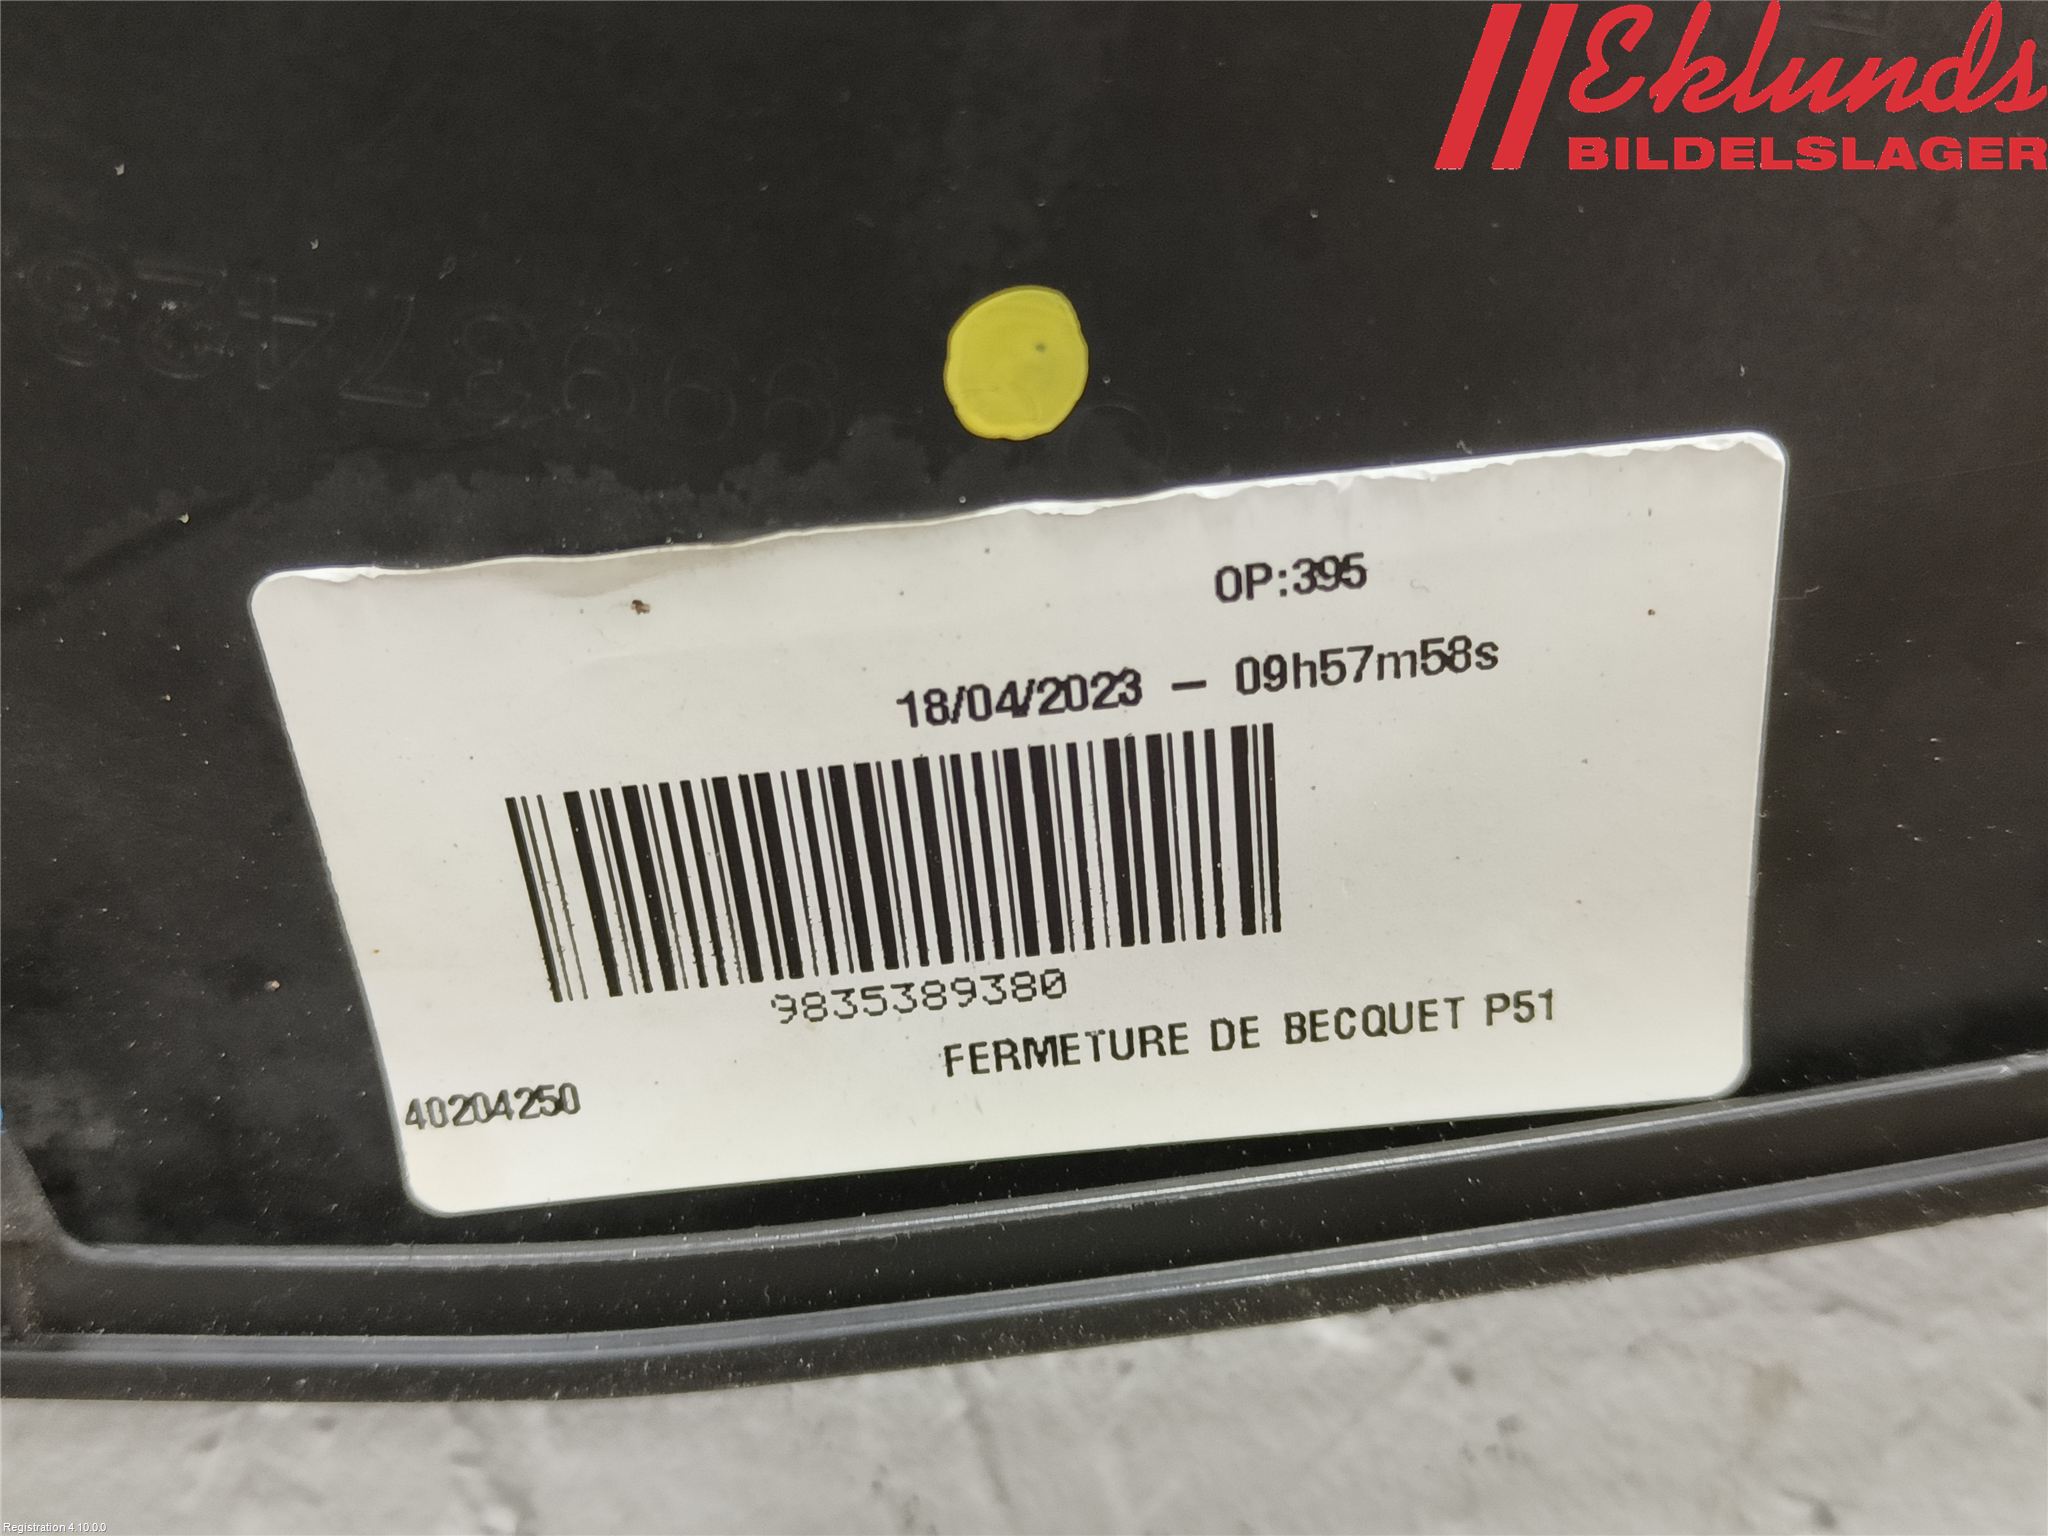 Eklunds
BILDELSLAGER
OP:395
18/04/2023 - 09h57m58s
9835389380
FERMETURE DE BECQUET P51
40204250
Registration 4.10.0.0